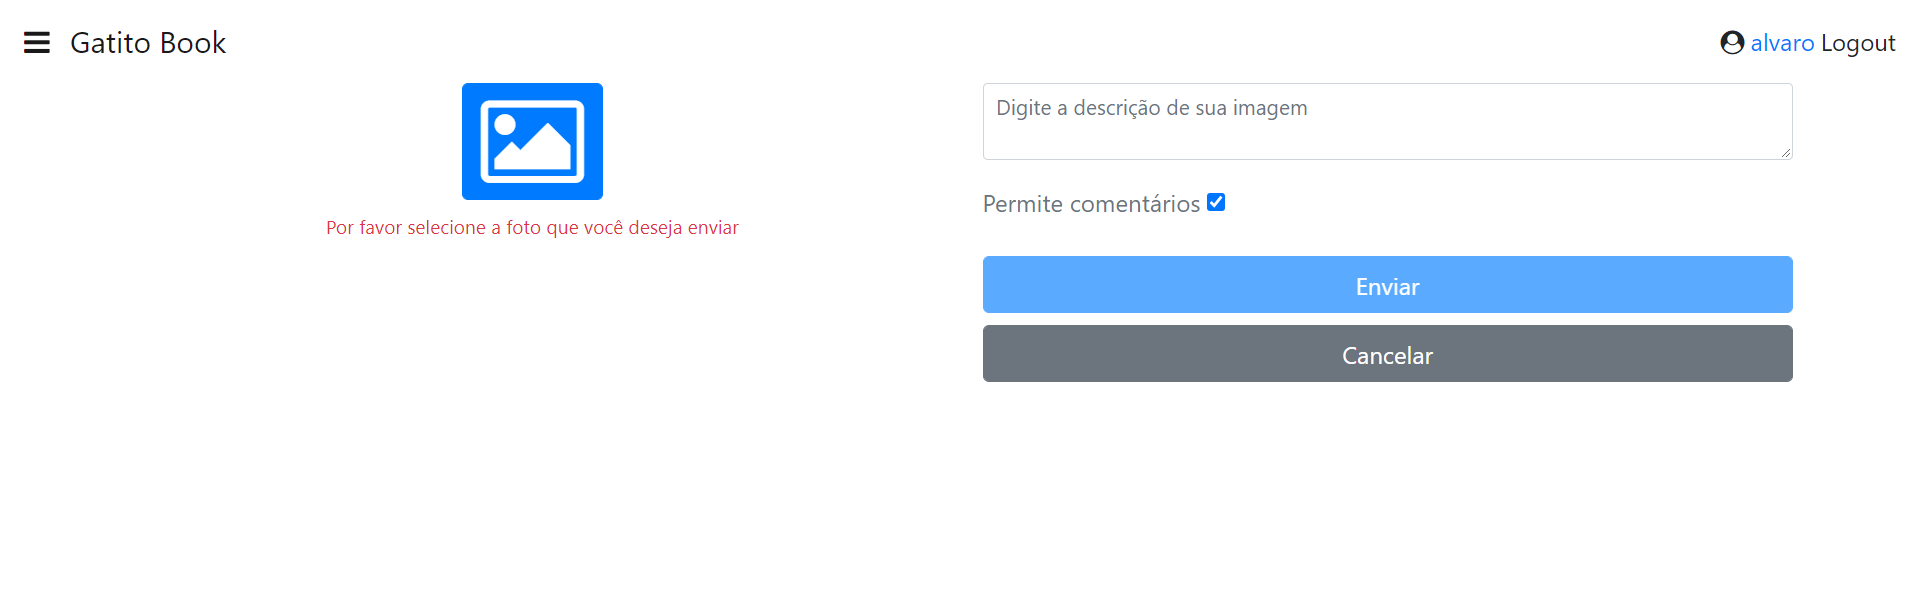 Gatito Book
alvaro Logout
Por favor selecione a foto que você deseja enviar
Digite a descrição de sua imagem
Permite comentários
Enviar
Cancelar